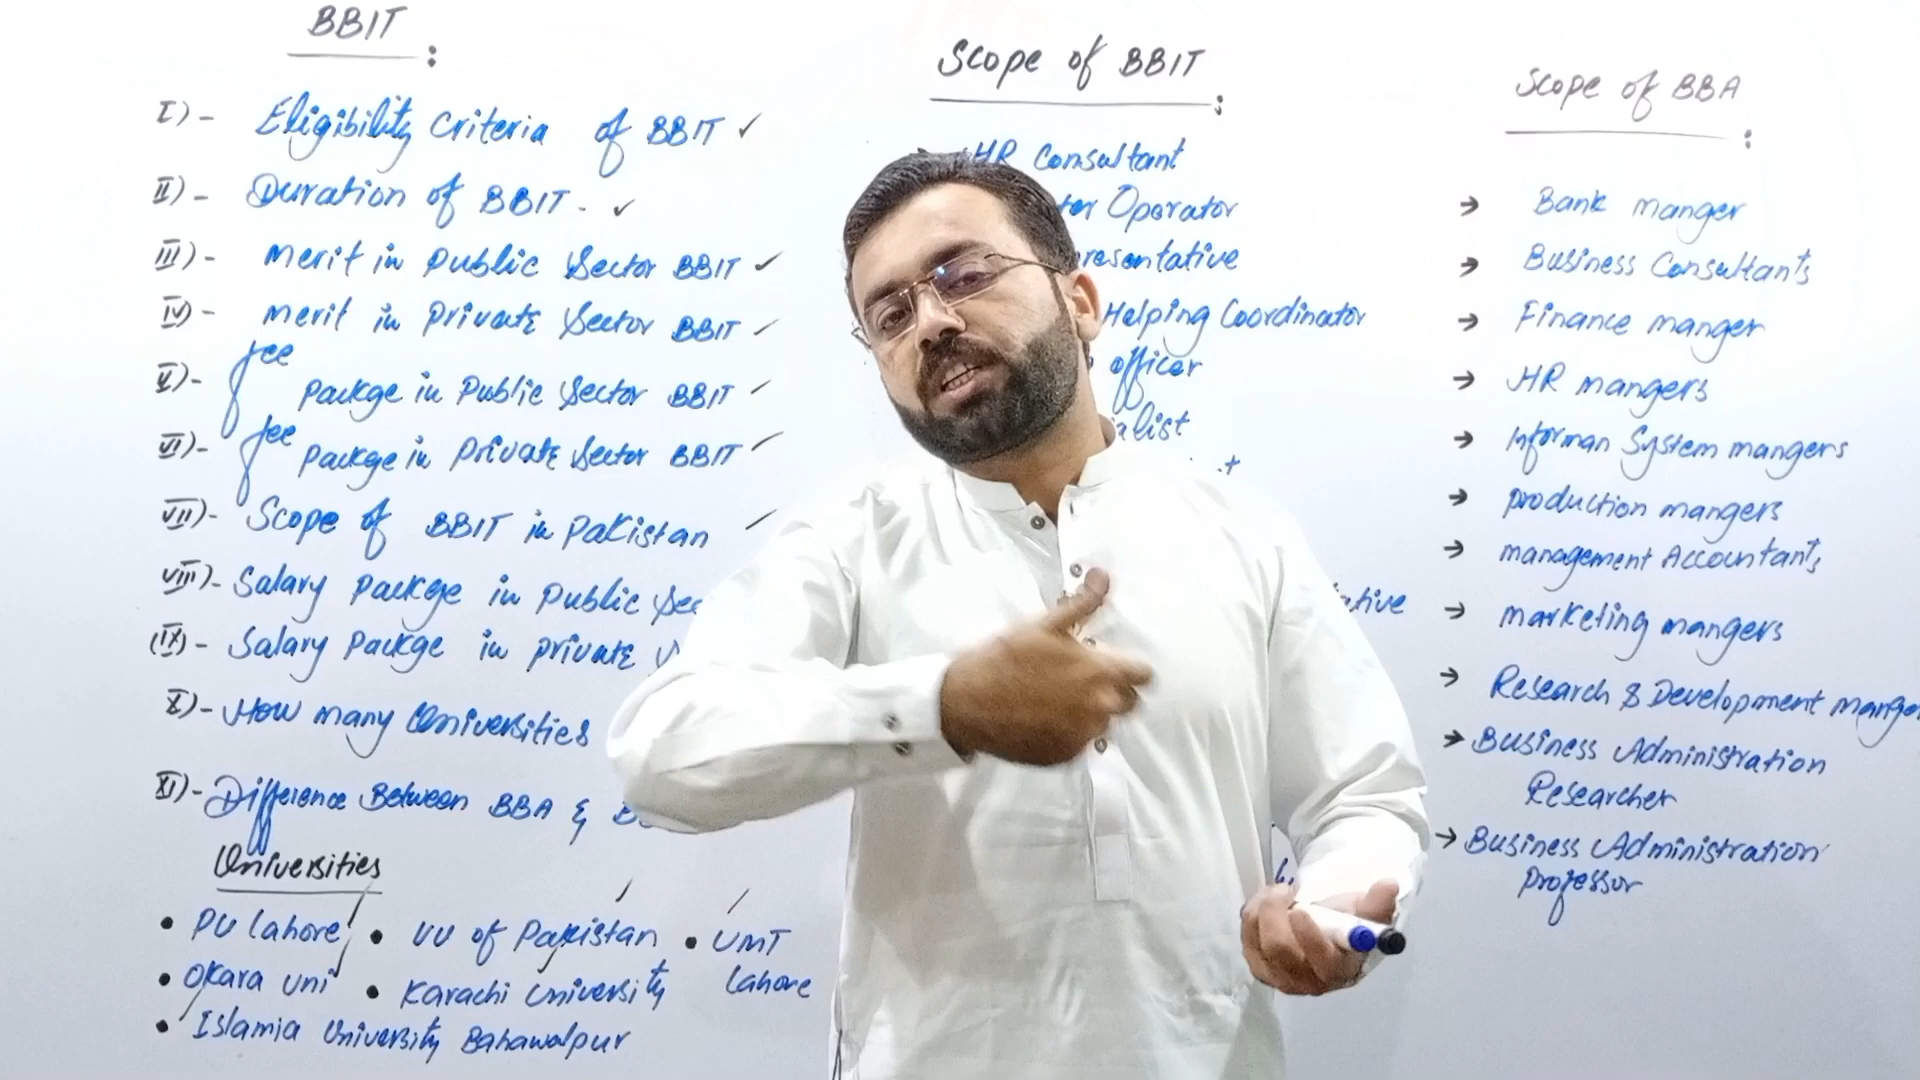 BBIT :
I)- Eligibility Criteria of BBIT ✓
II)- Duration of BBIT - ✓
III)- Merit in Public Sector BBIT ✓
IV)- Merit in Private Sector BBIT ✓
V)- fee Packge in Public Sector BBIT ✓
VI)- fee Packge in Private Sector BBIT ✓
VII)- Scope of BBIT in Pakistan ✓
VIII)- Salary Packge in Public Sec
(IX)- Salary Packge in Private
X)- How many Universities
XI)- Difference Between BBA &
Universities
• PU Lahore • VU of Pakistan • UMT Lahore
• Okara Uni • Karachi University
• Islamia University Bahawalpur
Scope of BBIT :
HR Consultant
Operator
resentative
Helping Coordinator
officer
alist
ative
Scope of BBA :
→ Bank manger
→ Business Consultants
→ Finance manger
→ HR mangers
→ Informan System mangers
→ Production mangers
→ management Accountants
→ marketing mangers
→ Research & Development manger
→ Business Administration
Researcher
→ Business Administration
Professor